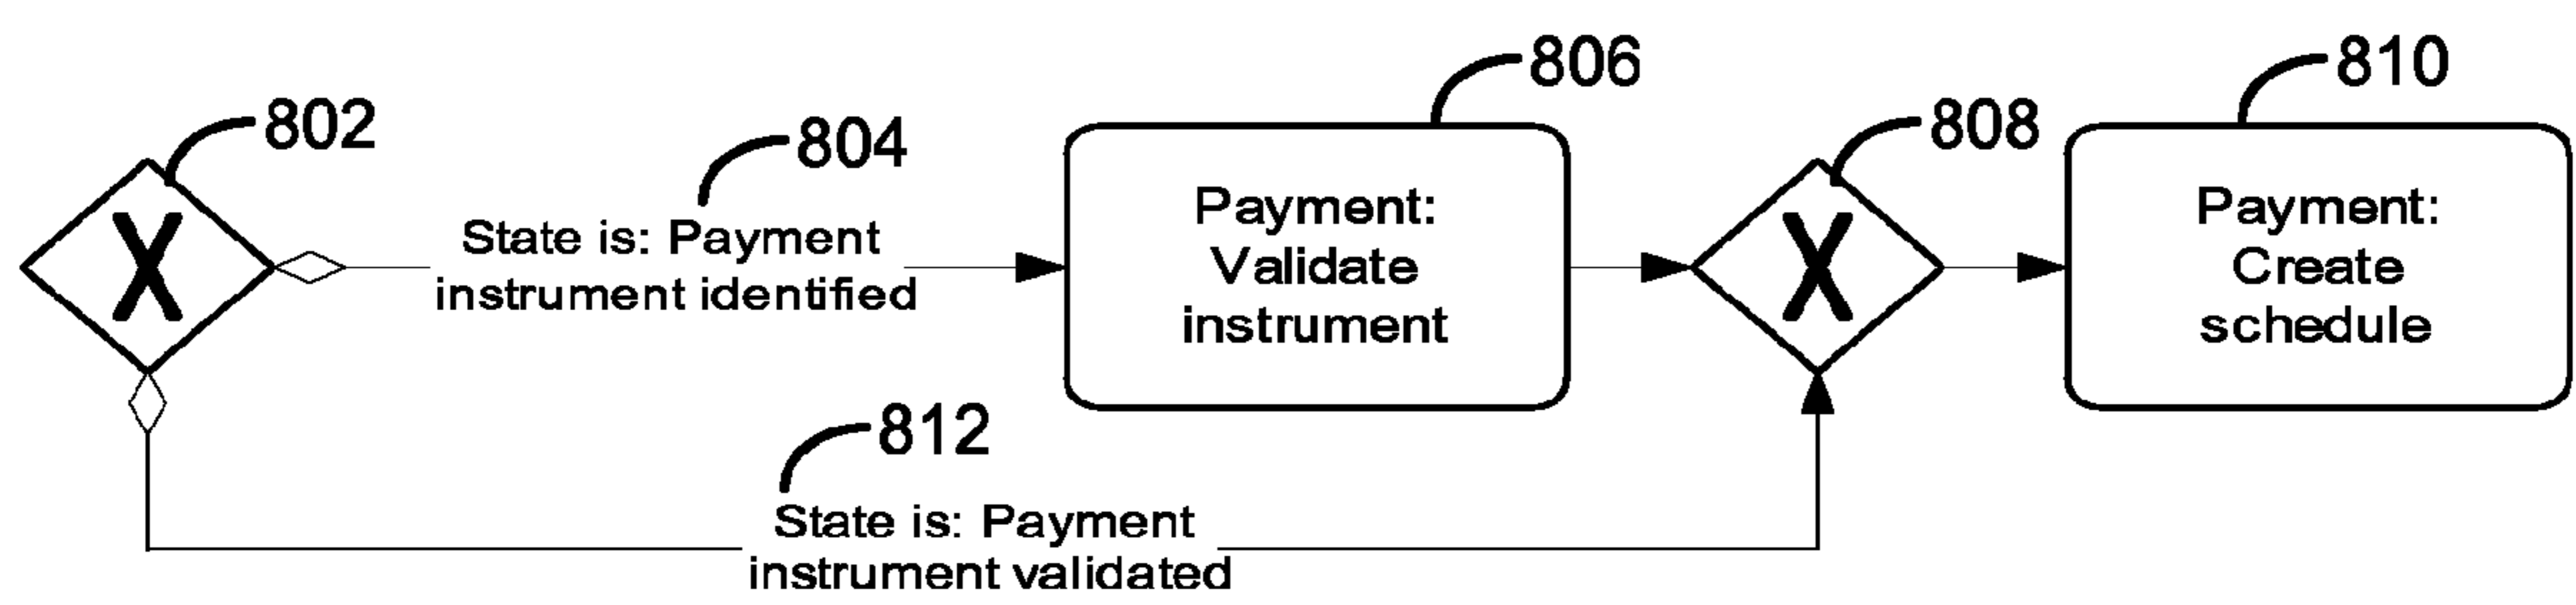 802
804
State is: Payment
instrument identified
806
Payment:
Validate
instrument
808
810
Payment:
Create
schedule
812
State is: Payment
instrument validated
X
X